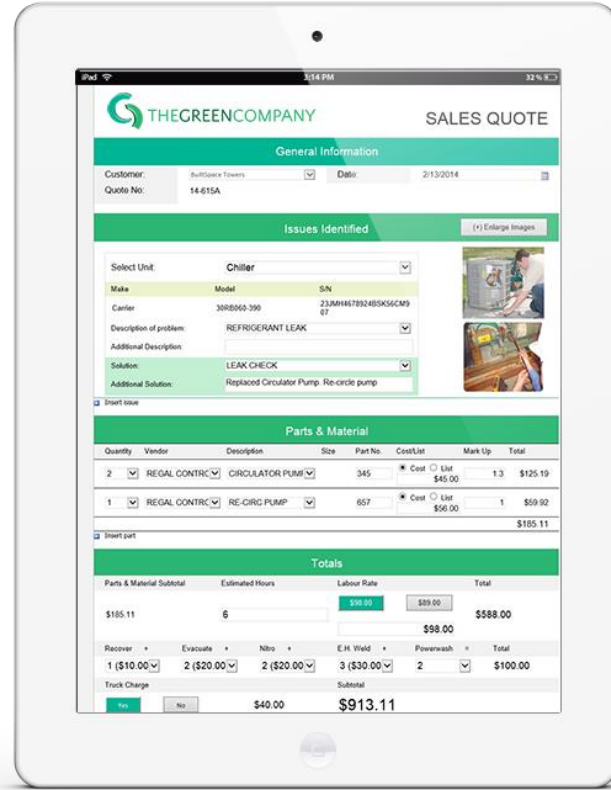 iPad 3:14 PM 32%
THEGREENCOMPANY SALES QUOTE
General Information
Customer: BuiltSpace Towers Date: 2/13/2014
Quote No: 14-615A
Issues Identified (+) Enlarge Images
Select Unit: Chiller
Make Model S/N
Carrier 30RB060-390 23JMH4678924BSK56CM9
07
Description of problem: REFRIGERANT LEAK
Additional Description:
Solution: LEAK CHECK
Additional Solution: Replaced Circulator Pump. Re-circle pump
Insert issue
Parts & Material
Quantity Vendor Description Size Part No. Cost/List Mark Up Total
2 REGAL CONTRC CIRCULATOR PUMF 345 Cost List 1.3 $125.19
$45.00
1 REGAL CONTRC RE-CIRC PUMP 657 Cost List 1 $59.92
$56.00
$185.11
Insert part
Totals
Parts & Material Subtotal Estimated Hours Labour Rate Total
$98.00 $89.00
$185.11 6 $588.00
$98.00
Recover + Evacuate + Nitro + E.H. Weld + Powerwash = Total
1 ($10.00 2 ($20.00 2 ($20.00 3 ($30.00 2 $100.00
Truck Charge Subtotal
Yes No $40.00 $913.11